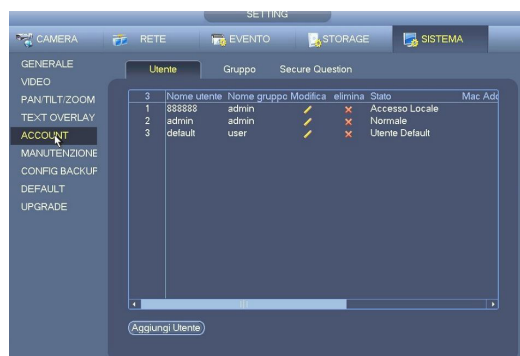 SETTING
CAMERA RETE EVENTO STORAGE SISTEMA
GENERALE
VIDEO
PAN/TILT/ZOOM
TEXT OVERLAY
ACCOUNT
MANUTENZIONE
CONFIG BACKUP
DEFAULT
UPGRADE
Utente Gruppo Secure Question
3 Nome utente Nome gruppo Modifica elimina Stato Mac Add
1 888888 admin Accesso Locale
2 admin admin Normale
3 default user Utente Default
Aggiungi Utente